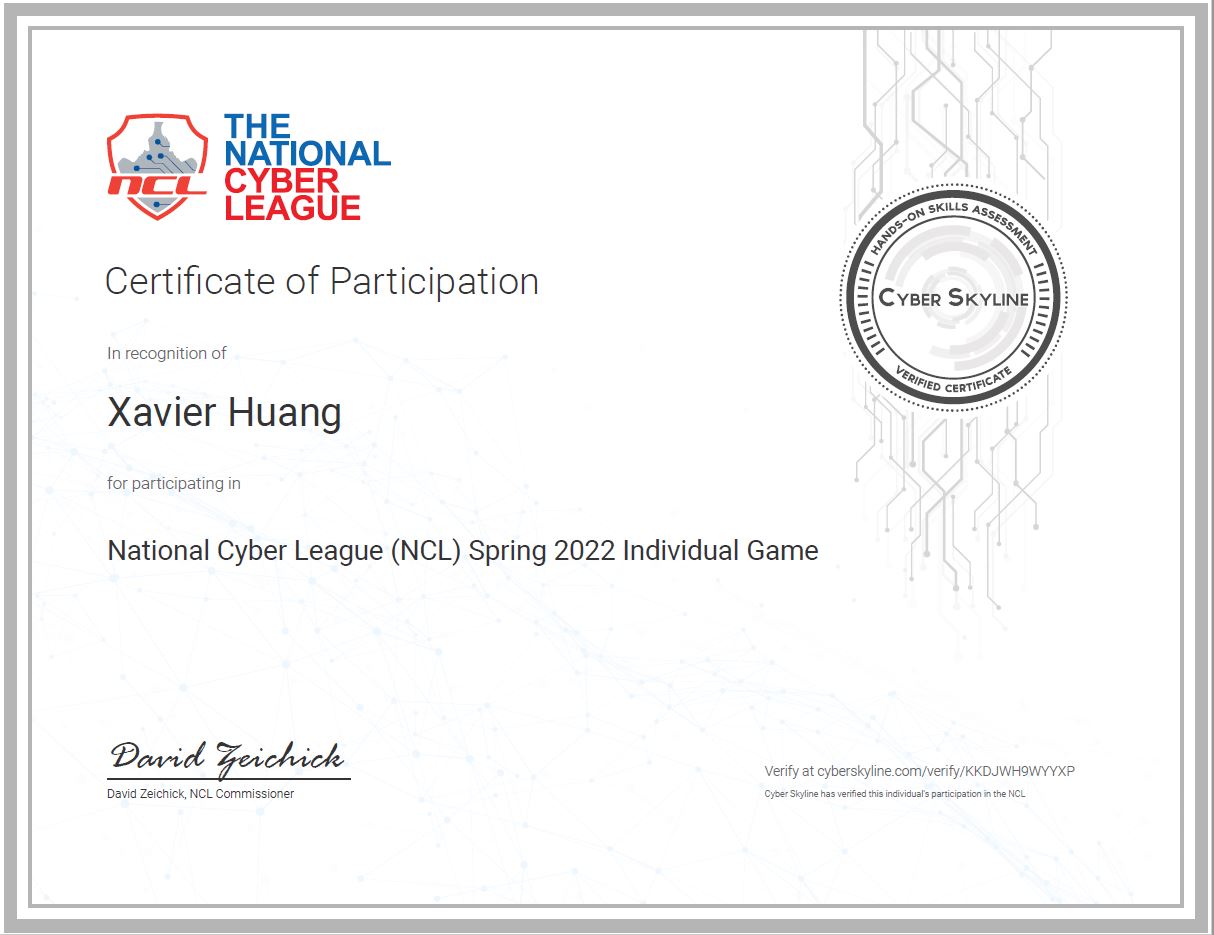 THE
NATIONAL
CYBER
LEAGUE
NCL
Certificate of Participation
In recognition of
Xavier Huang
for participating in
National Cyber League (NCL) Spring 2022 Individual Game
HANDS-ON SKILLS ASSESSMENT
CYBER SKYLINE
VERIFIED CERTIFICATE
David Zeichick
David Zeichick, NCL Commissioner
Verify at cyberskyline.com/verify/KKDJWH9WYYXP
Cyber Skyline has verified this individual's participation in the NCL